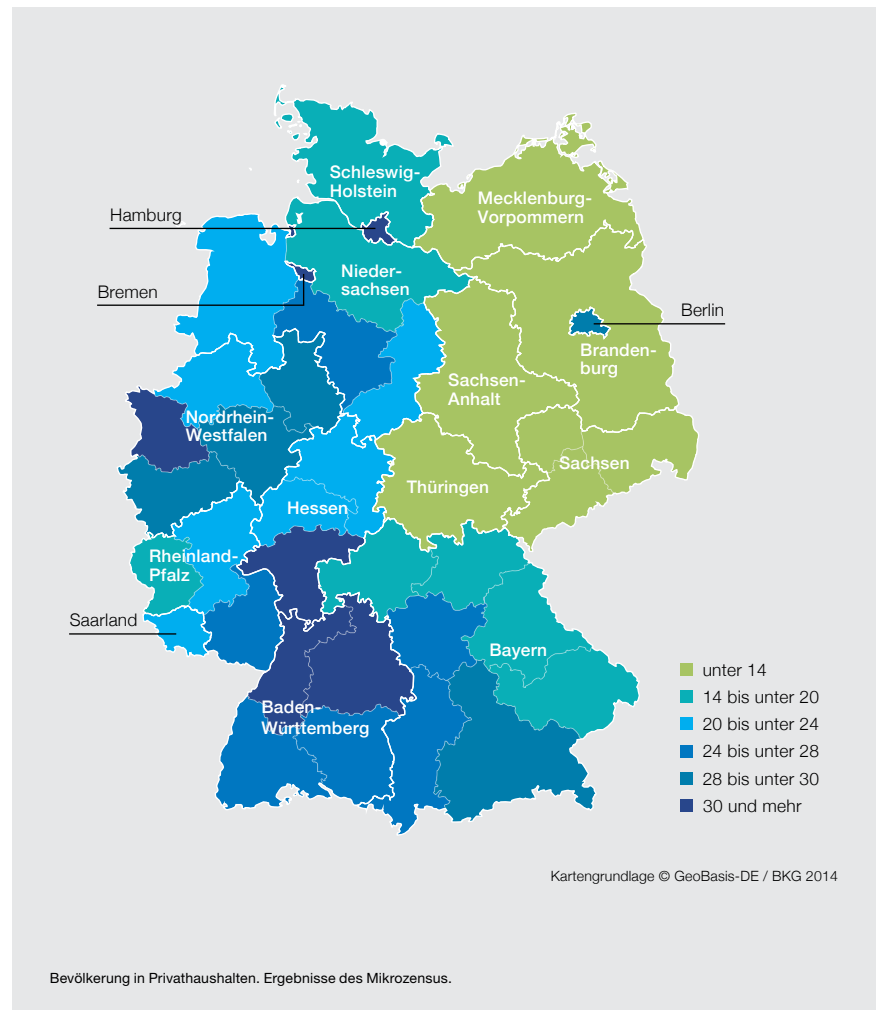 Schleswig-
Holstein
Mecklenburg-
Vorpommern
Hamburg
Nieder-
sachsen
Bremen
Berlin
Branden-
burg
Sachsen-
Anhalt
Nordrhein-
Westfalen
Sachsen
Thüringen
Hessen
Rheinland-
Pfalz
Saarland
Bayern
Baden-
Württemberg
unter 14
14 bis unter 20
20 bis unter 24
24 bis unter 28
28 bis unter 30
30 und mehr
Kartengrundlage © GeoBasis-DE / BKG 2014
Bevölkerung in Privathaushalten. Ergebnisse des Mikrozensus.